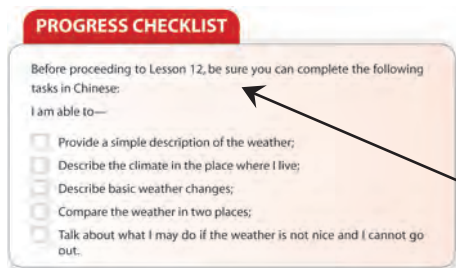 PROGRESS CHECKLIST
Before proceeding to Lesson 12, be sure you can complete the following
tasks in Chinese:
I am able to—
Provide a simple description of the weather;
Describe the climate in the place where I live;
Describe basic weather changes;
Compare the weather in two places;
Talk about what I may do if the weather is not nice and I cannot go
out.